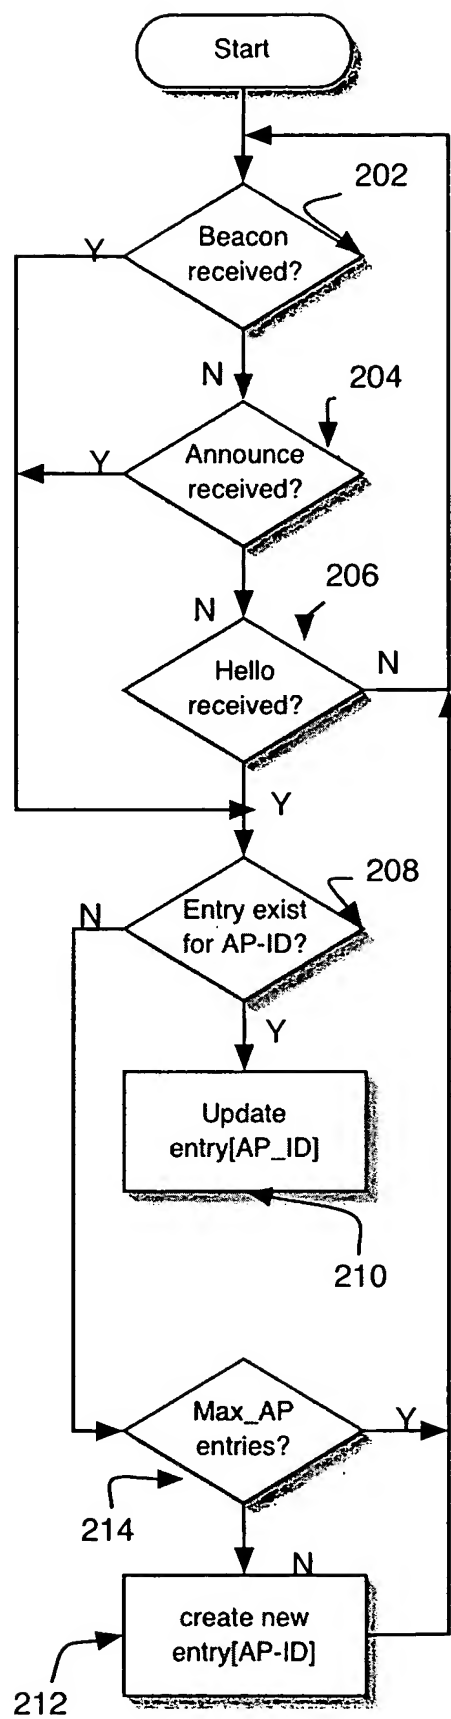 Start
202
Beacon
received?
Y
N
204
Announce
received?
Y
N
206
Hello
received?
N
Y
208
Entry exist
for AP-ID?
N
Y
Update
entry[AP_ID]
210
Max_AP
entries?
Y
214
N
create new
entry[AP-ID]
212